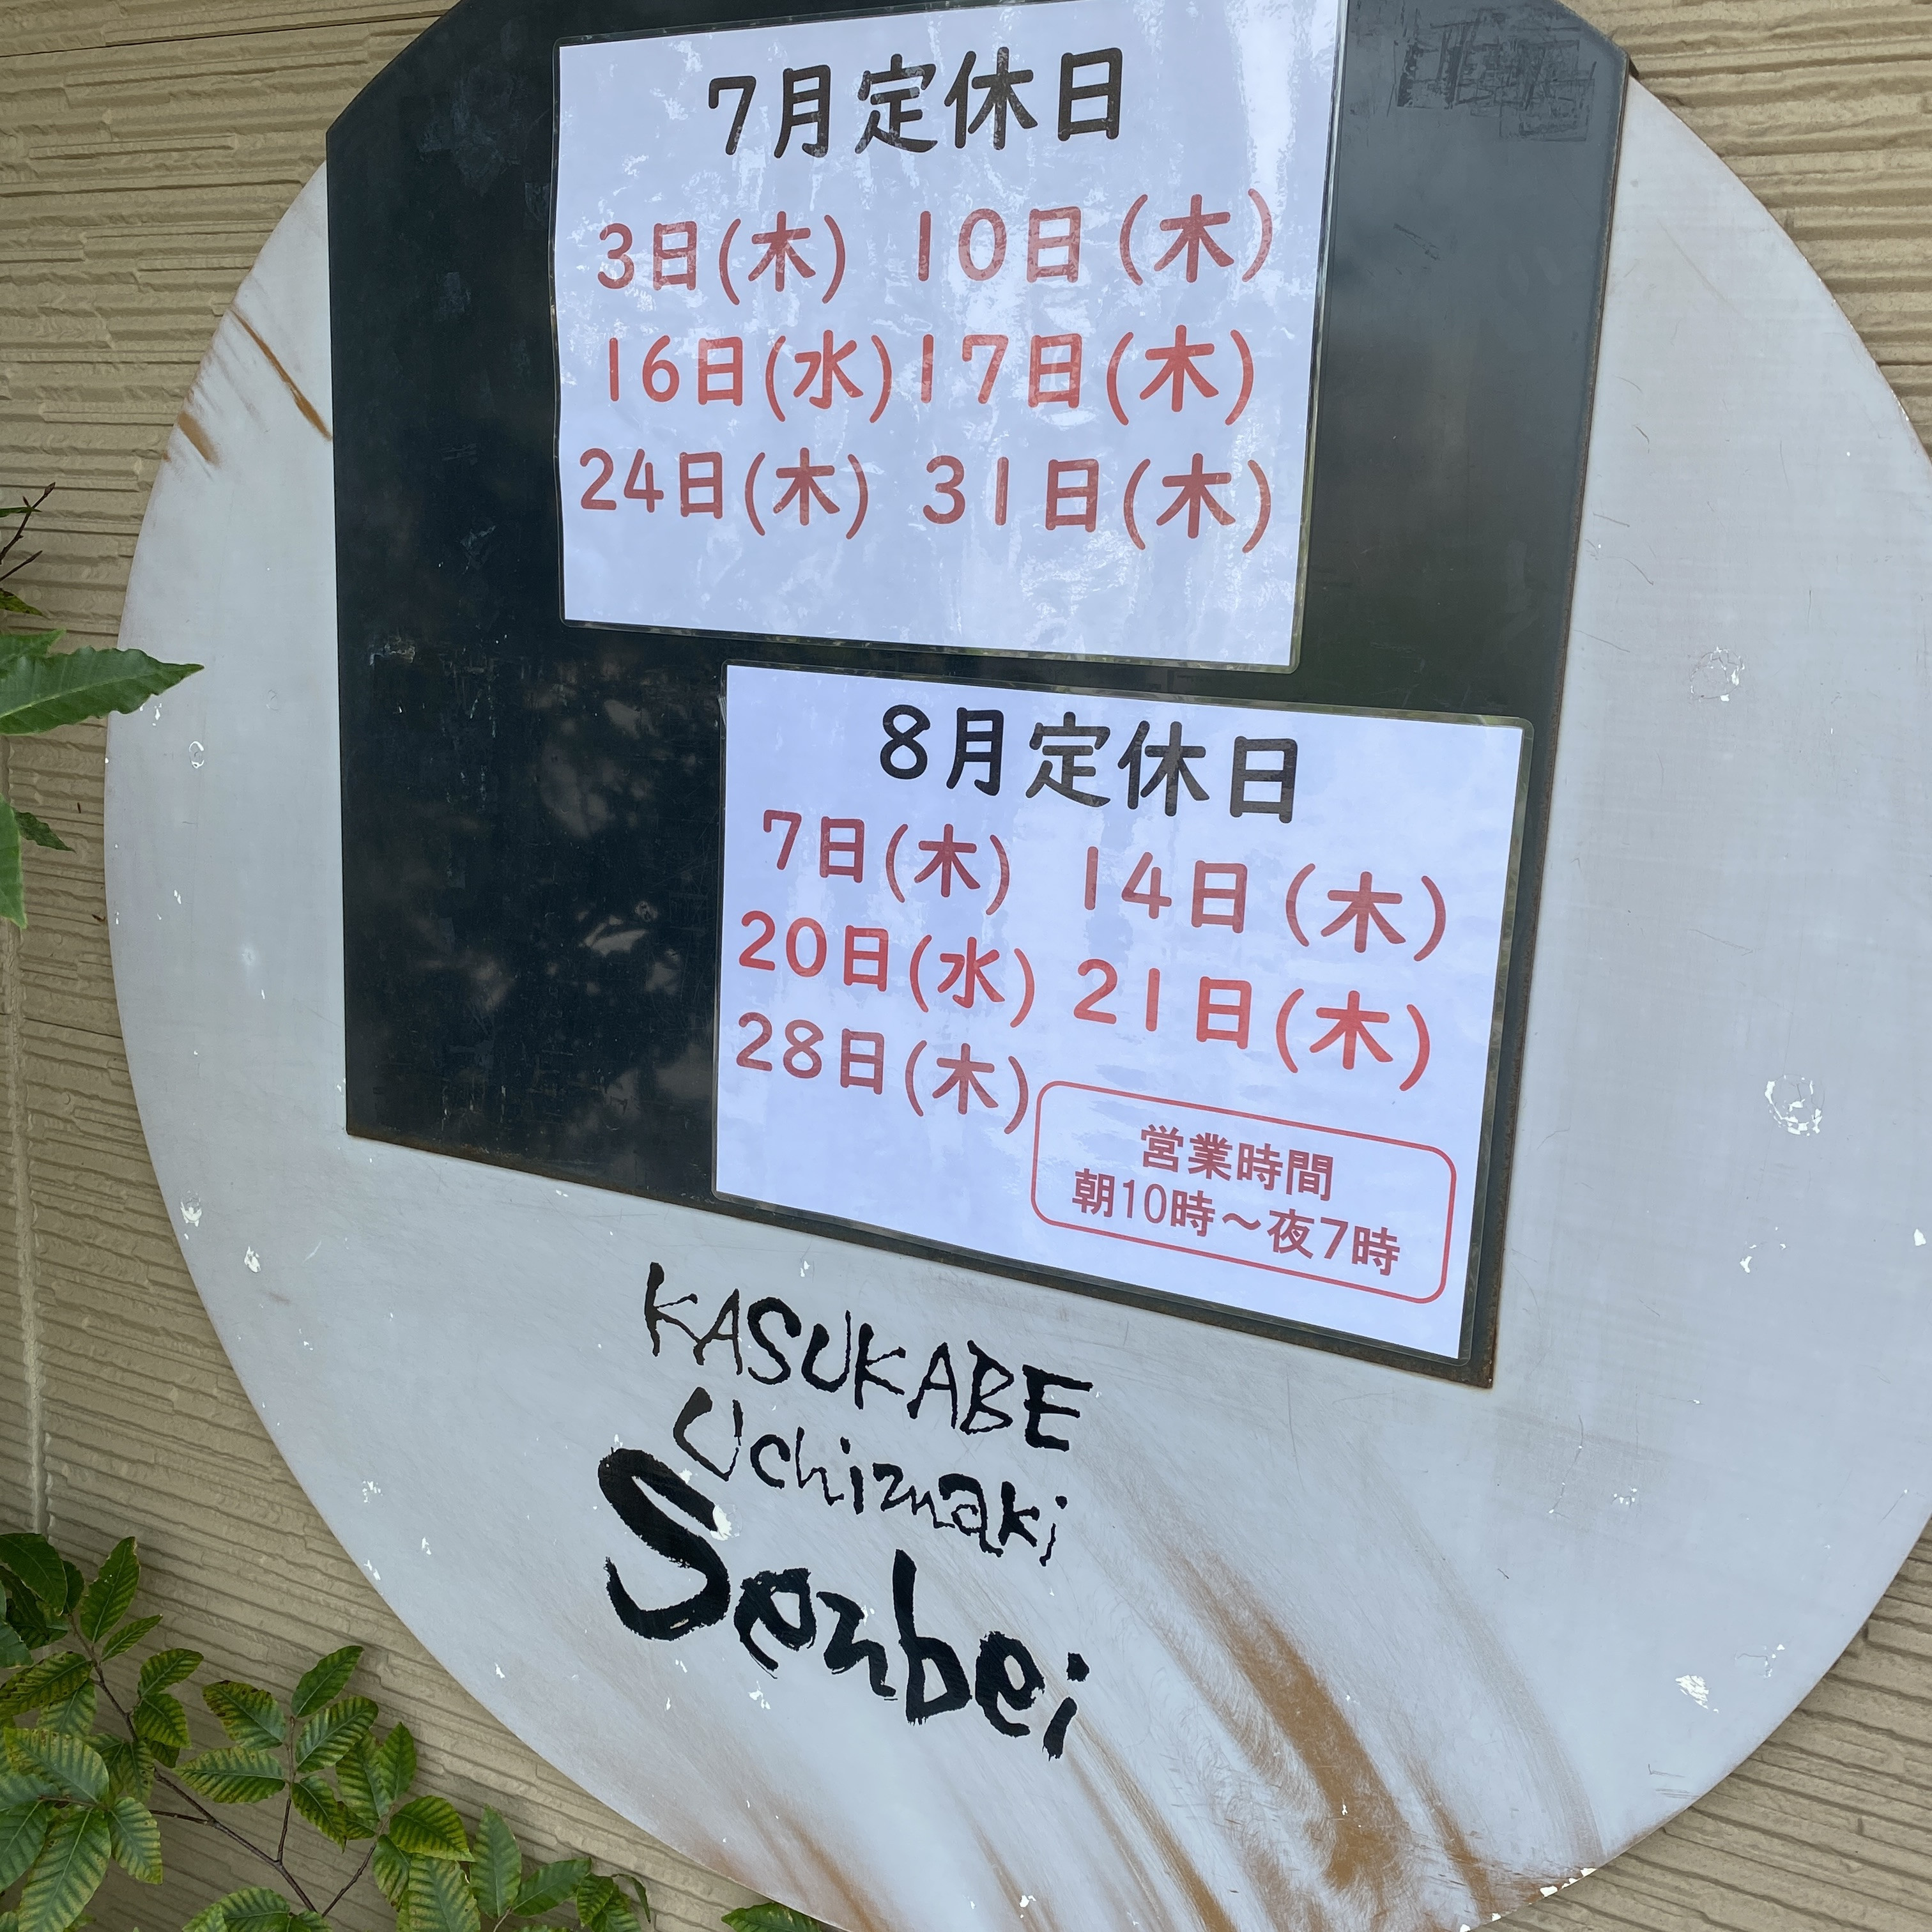 7月定休日
3日(木) 10日(木)
16日(水)17日(木)
24日(木) 31日(木)
8月定休日
7日(木) 14日(木)
20日(水) 21日(木)
28日(木)
営業時間
朝10時～夜7時
KASUKABE
Uchimaki
Senbei